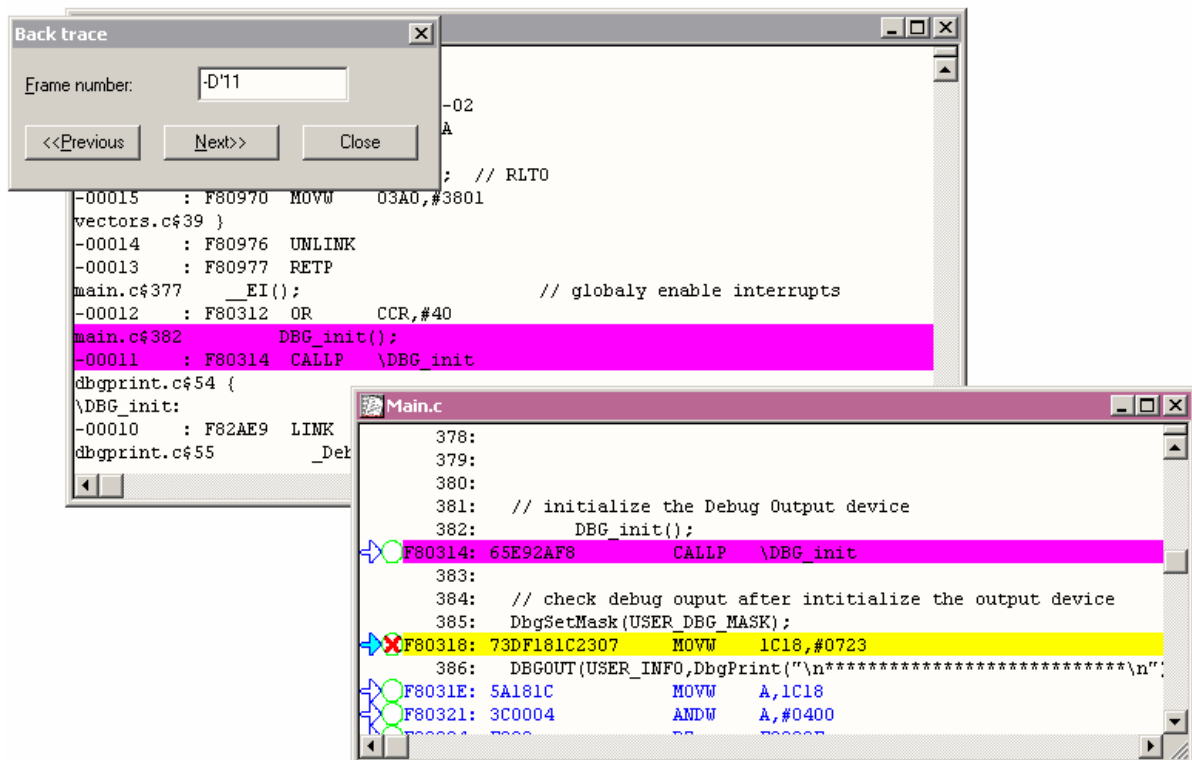 Back trace
Frame number: -D'11
<<Previous Next>> Close
-02
A
; // RLT0
-00015 : F80970 MOVW 03A0,#3801
vectors.c$39 }
-00014 : F80976 UNLINK
-00013 : F80977 RETP
main.c$377 __EI(); // globaly enable interrupts
-00012 : F80312 OR CCR,#40
main.c$382 DBG_init();
-00011 : F80314 CALLP \DBG_init
dbgprint.c$54 {
\DBG_init:
-00010 : F82AE9 LINK
dbgprint.c$55 _Deb
Main.c
378:
379:
380:
381: // initialize the Debug Output device
382: DBG_init();
F80314: 65E92AF8 CALLP \DBG_init
383:
384: // check debug ouput after intitialize the output device
385: DbgSetMask(USER_DBG_MASK);
F80318: 73DF181C2307 MOVW 1C18,#0723
386: DBGOUT(USER_INFO,DbgPrint("\n****************************\n"
F8031E: 5A181C MOVW A,1C18
F80321: 3C0004 ANDW A,#0400